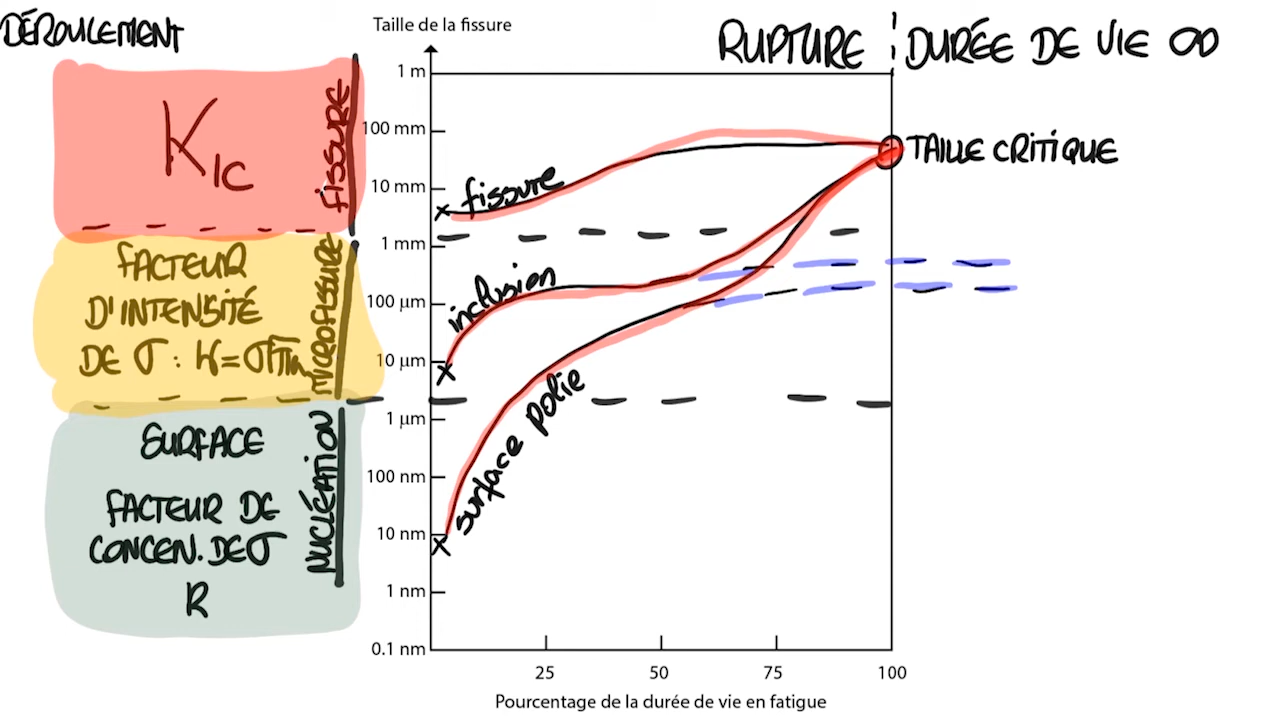 DÉROULEMENT
Taille de la fissure
RUPTURE
DURÉE DE VIE ∞
K_IC
FISSURE
FACTEUR
D'INTENSITÉ
DE σ : K=σ√πa
MICROFISSURE
SURFACE
FACTEUR DE
CONCEN. DE σ
R
NUCLÉATION
1 m
100 mm
10 mm
1 mm
100 µm
10 µm
1 µm
100 nm
10 nm
1 nm
0.1 nm
fissure
inclusion
surface polie
TAILLE CRITIQUE
25
50
75
100
Pourcentage de la durée de vie en fatigue